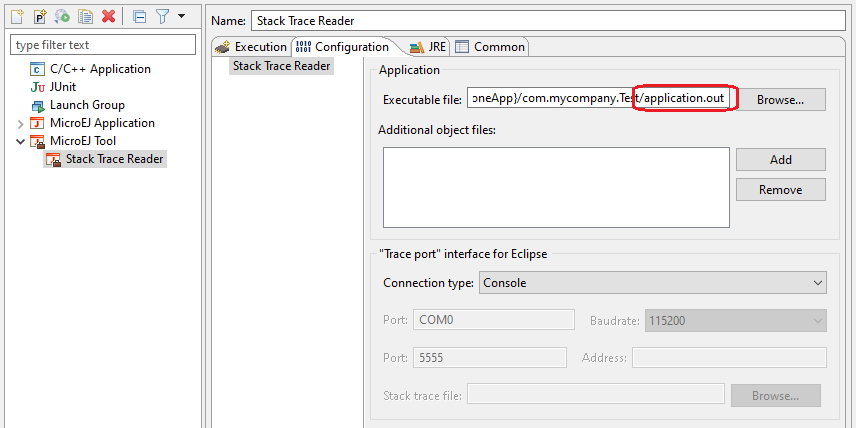 Name: Stack Trace Reader
type filter text
C/C++ Application
JUnit
Launch Group
MicroEJ Application
MicroEJ Tool
Stack Trace Reader
Execution Configuration JRE Common
Stack Trace Reader
Application
Executable file: oneApp}/com.mycompany.Test/application.out Browse...
Additional object files:
Add
Remove
"Trace port" interface for Eclipse
Connection type: Console
Port: COM0 Baudrate: 115200
Port: 5555 Address:
Stack trace file: Browse...